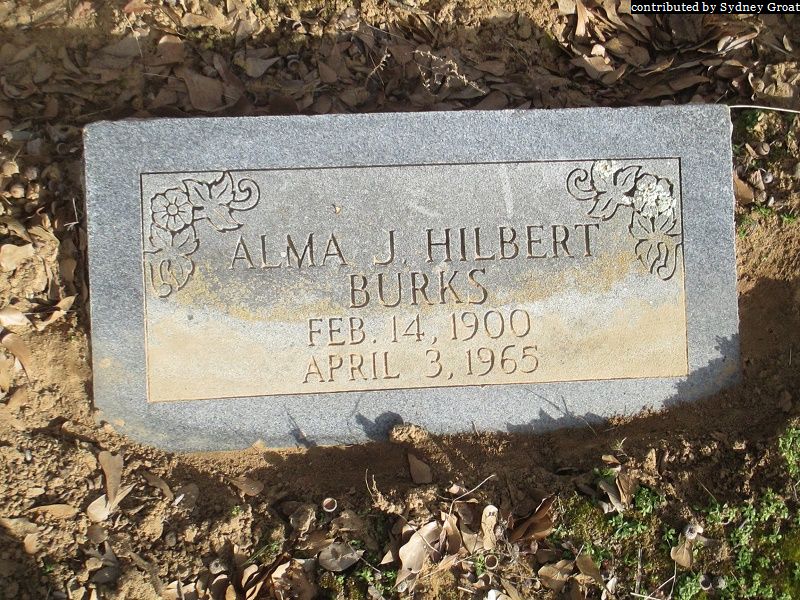 contributed by Sydney Groat
ALMA J. HILBERT
BURKS
FEB. 14, 1900
APRIL 3, 1965